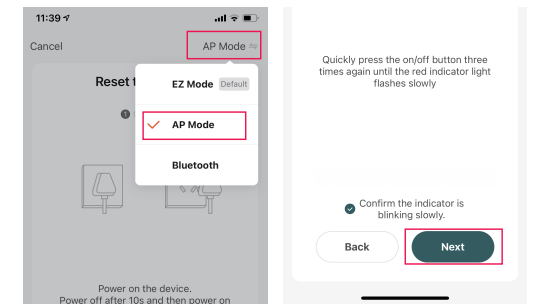 11:39
Cancel
AP Mode
Reset
EZ Mode Default
1
AP Mode
Bluetooth
Power on the device.
Power off after 10s and then power on
Quickly press the on/off button three
times again until the red indicator light
flashes slowly
Confirm the indicator is
blinking slowly.
Back
Next